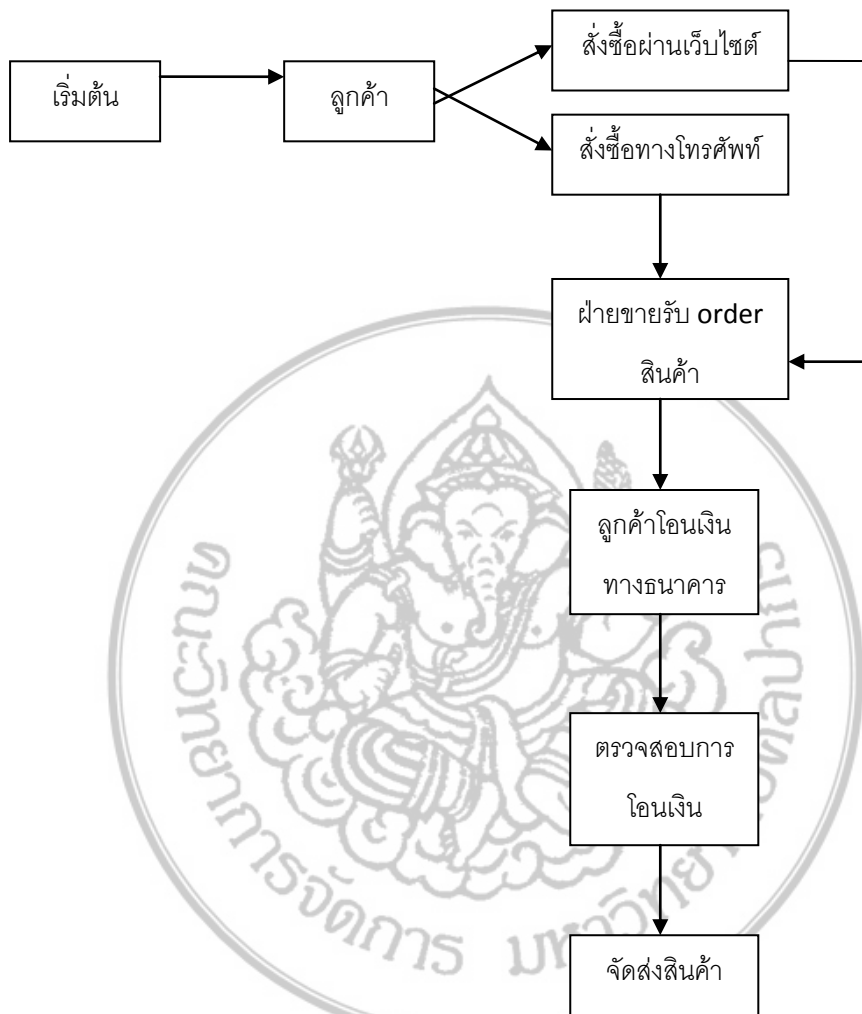 เริ่มต้น
ลูกค้า
สั่งซื้อผ่านเว็บไซต์
สั่งซื้อทางโทรศัพท์
ฝ่ายขายรับ order
สินค้า
ลูกค้าโอนเงิน
ทางธนาคาร
ตรวจสอบการ
โอนเงิน
จัดส่งสินค้า